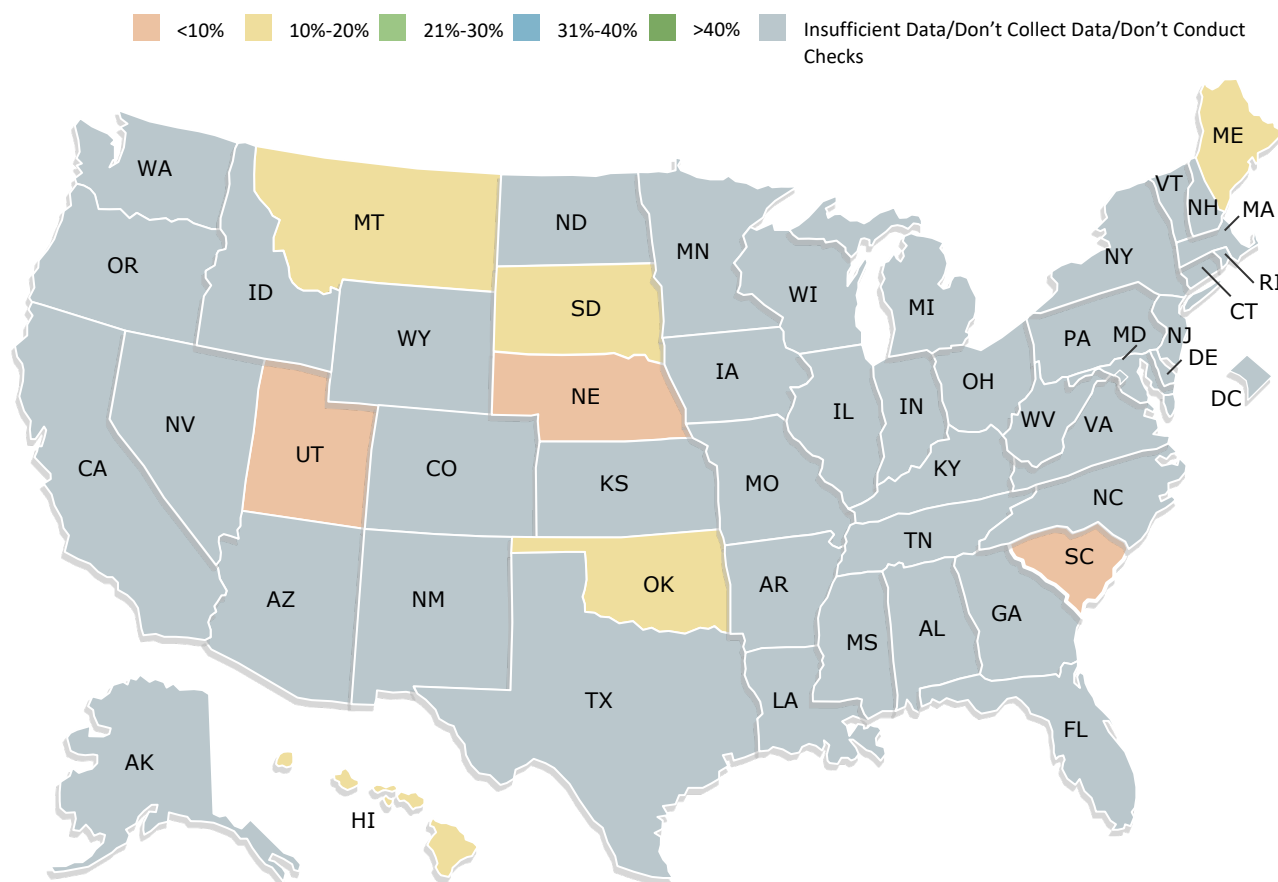 <10% 10%-20% 21%-30% 31%-40% >40% Insufficient Data/Don't Collect Data/Don't Conduct
Checks
ME
WA
VT
MT
ND
NH
MA
OR
MN
NY
ID
SD
WI
MI
RI
CT
WY
PA
MD
NJ
DE
IA
OH
NE
DC
IL
IN
NV
WV
VA
UT
CO
CA
KY
KS
MO
NC
TN
SC
OK
AR
AZ
NM
GA
AL
MS
TX
LA
FL
AK
HI